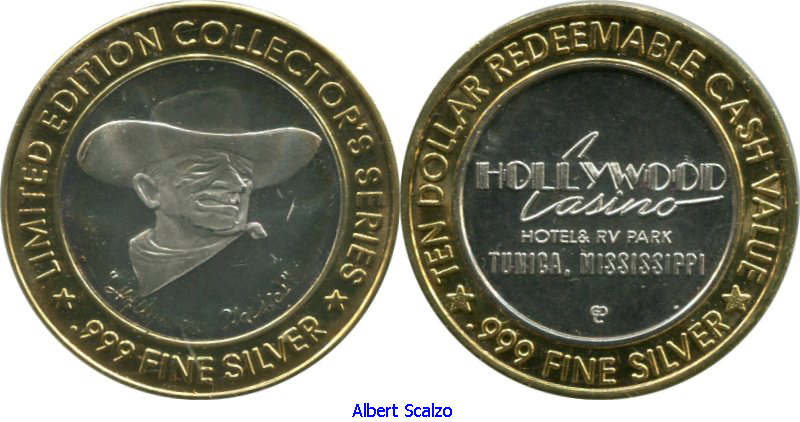 LIMITED EDITION COLLECTOR'S SERIES
.999 FINE SILVER
TEN DOLLAR REDEEMABLE CASH VALUE
HOLLYWOOD
Casino
HOTEL & RV PARK
TUNICA, MISSISSIPPI
.999 FINE SILVER
Albert Scalzo